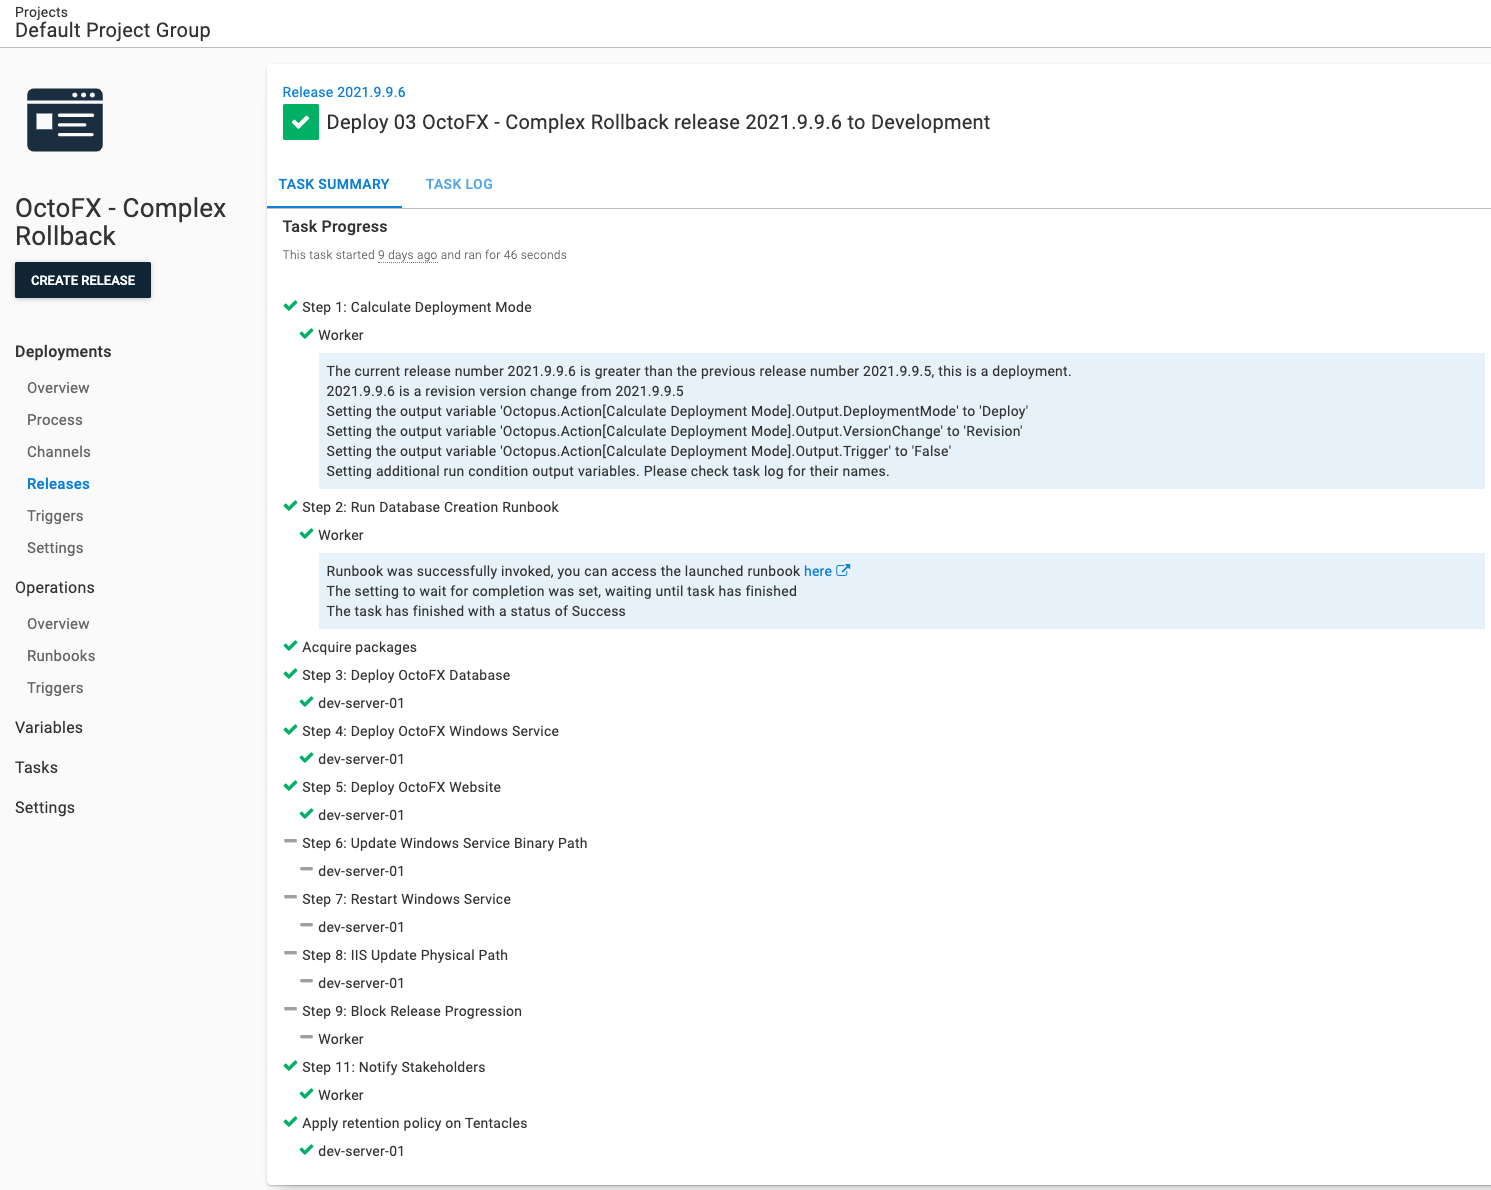 Projects
Default Project Group
OctoFX - Complex
Rollback
CREATE RELEASE
Deployments
Overview
Process
Channels
Releases
Triggers
Settings
Operations
Overview
Runbooks
Triggers
Variables
Tasks
Settings
Release 2021.9.9.6
Deploy 03 OctoFX - Complex Rollback release 2021.9.9.6 to Development
TASK SUMMARY
TASK LOG
Task Progress
This task started 9 days ago and ran for 46 seconds
Step 1: Calculate Deployment Mode
Worker
The current release number 2021.9.9.6 is greater than the previous release number 2021.9.9.5, this is a deployment.
2021.9.9.6 is a revision version change from 2021.9.9.5
Setting the output variable 'Octopus.Action[Calculate Deployment Mode].Output.DeploymentMode' to 'Deploy'
Setting the output variable 'Octopus.Action[Calculate Deployment Mode].Output.VersionChange' to 'Revision'
Setting the output variable 'Octopus.Action[Calculate Deployment Mode].Output.Trigger' to 'False'
Setting additional run condition output variables. Please check task log for their names.
Step 2: Run Database Creation Runbook
Worker
Runbook was successfully invoked, you can access the launched runbook here
The setting to wait for completion was set, waiting until task has finished
The task has finished with a status of Success
Acquire packages
Step 3: Deploy OctoFX Database
dev-server-01
Step 4: Deploy OctoFX Windows Service
dev-server-01
Step 5: Deploy OctoFX Website
dev-server-01
Step 6: Update Windows Service Binary Path
dev-server-01
Step 7: Restart Windows Service
dev-server-01
Step 8: IIS Update Physical Path
dev-server-01
Step 9: Block Release Progression
Worker
Step 11: Notify Stakeholders
Worker
Apply retention policy on Tentacles
dev-server-01